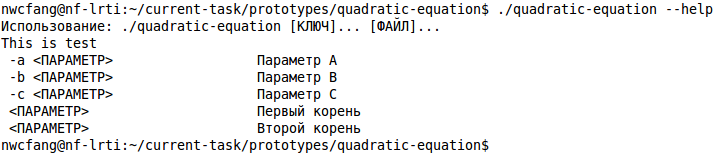 nwcfang@nf-lrti:~/current-task/prototypes/quadratic-equation$ ./quadratic-equation --help
Использование: ./quadratic-equation [КЛЮЧ]... [ФАЙЛ]...
This is test
-a <ПАРАМЕТР> Параметр A
-b <ПАРАМЕТР> Параметр B
-c <ПАРАМЕТР> Параметр C
<ПАРАМЕТР> Первый корень
<ПАРАМЕТР> Второй корень
nwcfang@nf-lrti:~/current-task/prototypes/quadratic-equation$